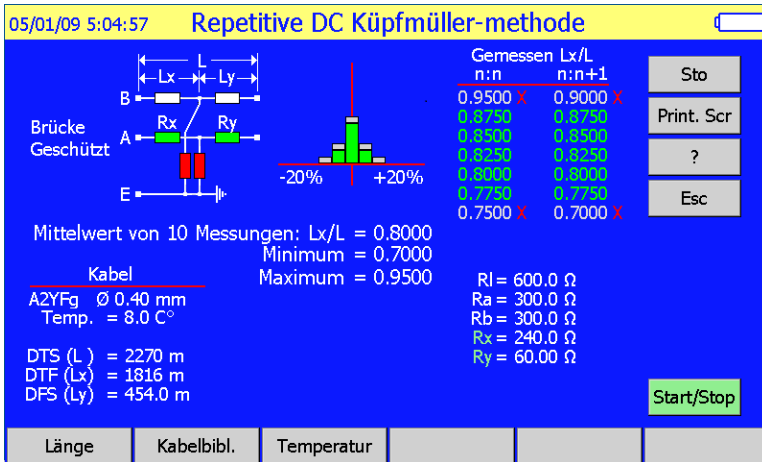 05/01/09 5:04:57 Repetitive DC Küpfmüller-methode
L
Lx Ly
B
Rx Ry
Brücke
Geschützt
A
E
-20% +20%
Gemessen Lx/L
n:n n:n+1
0.9500 X 0.9000 X
0.8750 0.8750
0.8500 0.8500
0.8250 0.8250
0.8000 0.8000
0.7750 0.7750
0.7500 X 0.7000 X
Sto
Print. Scr
?
Esc
Mittelwert von 10 Messungen: Lx/L = 0.8000
Minimum = 0.7000
Maximum = 0.9500
Kabel
A2YFg Ø 0.40 mm
Temp. = 8.0 C°
DTS (L ) = 2270 m
DTF (Lx) = 1816 m
DFS (Ly) = 454.0 m
Rl = 600.0 Ω
Ra = 300.0 Ω
Rb = 300.0 Ω
Rx = 240.0 Ω
Ry = 60.00 Ω
Start/Stop
Länge Kabelbibl. Temperatur